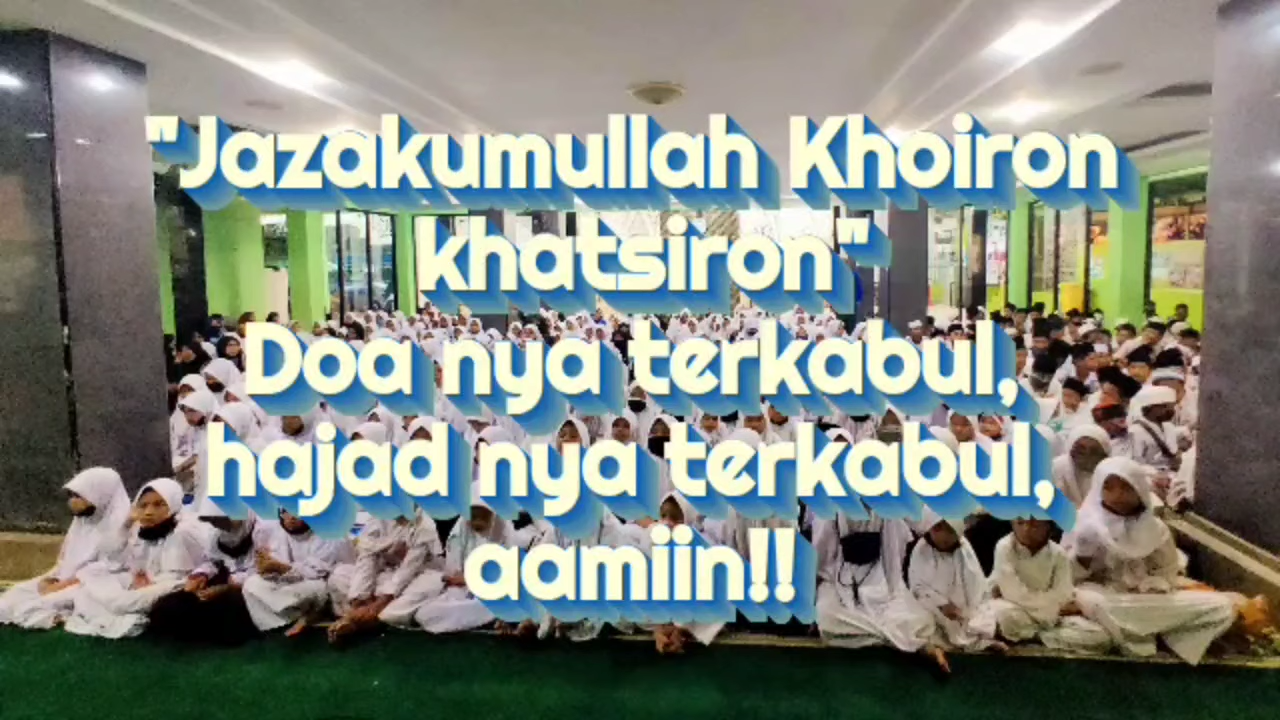 "Jazakumullah Khoiron
khatsiron"
Doa nya terkabul,
hajad nya terkabul,
aamiin!!